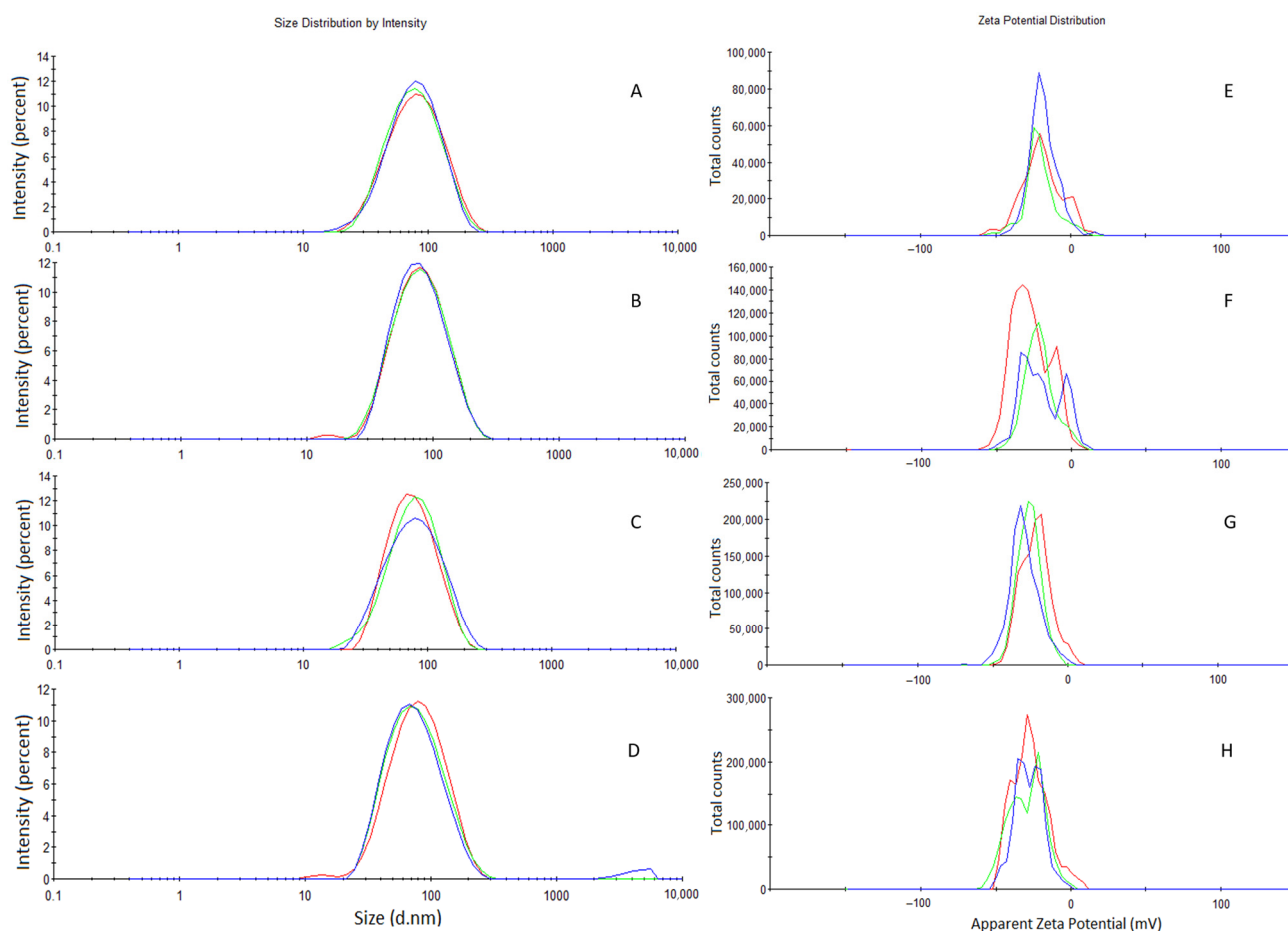 Size Distribution by Intensity
Intensity (percent)
14
12
10
8
6
4
2
0
0.1 1 10 100 1000 10,000
A
Intensity (percent)
12
10
8
6
4
2
0
0.1 1 10 100 1000 10,000
B
Intensity (percent)
14
12
10
8
6
4
2
0
0.1 1 10 100 1000 10,000
C
Intensity (percent)
12
10
8
6
4
2
0
0.1 1 10 100 1000 10,000
D
Size (d.nm)
Zeta Potential Distribution
Total counts
100,000
80,000
60,000
40,000
20,000
0
–100 0 100
E
Total counts
160,000
140,000
120,000
100,000
80,000
60,000
40,000
20,000
0
–100 0 100
F
Total counts
250,000
200,000
150,000
100,000
50,000
0
–100 0 100
G
Total counts
300,000
200,000
100,000
0
–100 0 100
H
Apparent Zeta Potential (mV)